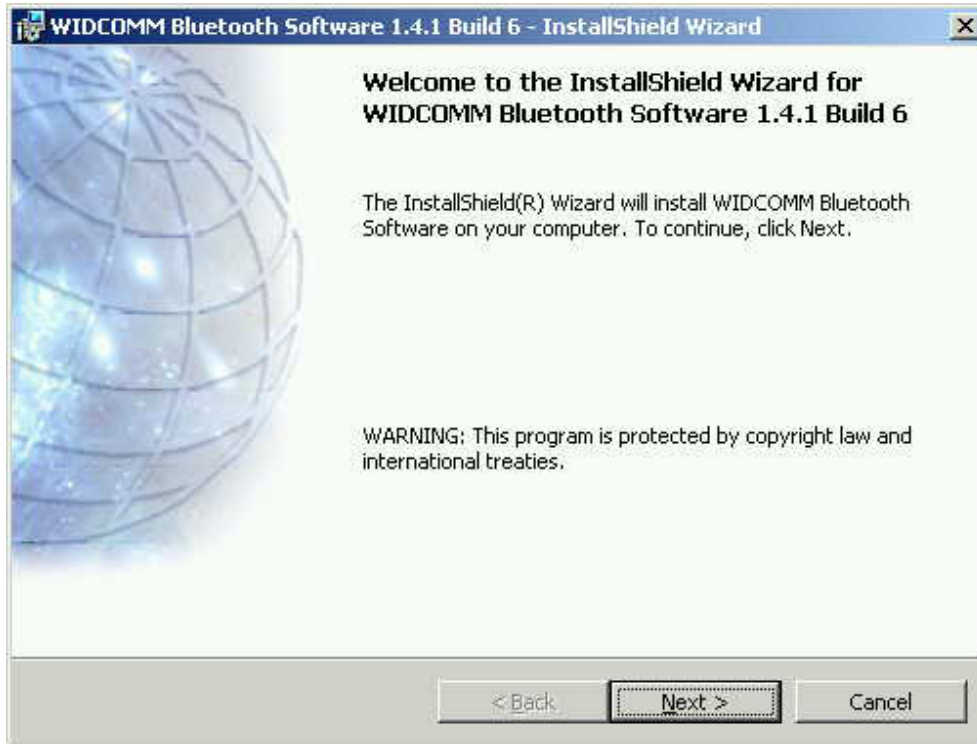 WIDCOMM Bluetooth Software 1.4.1 Build 6 - InstallShield Wizard
Welcome to the InstallShield Wizard for
WIDCOMM Bluetooth Software 1.4.1 Build 6
The InstallShield(R) Wizard will install WIDCOMM Bluetooth
Software on your computer. To continue, click Next.
WARNING: This program is protected by copyright law and
international treaties.
< Back
Next >
Cancel